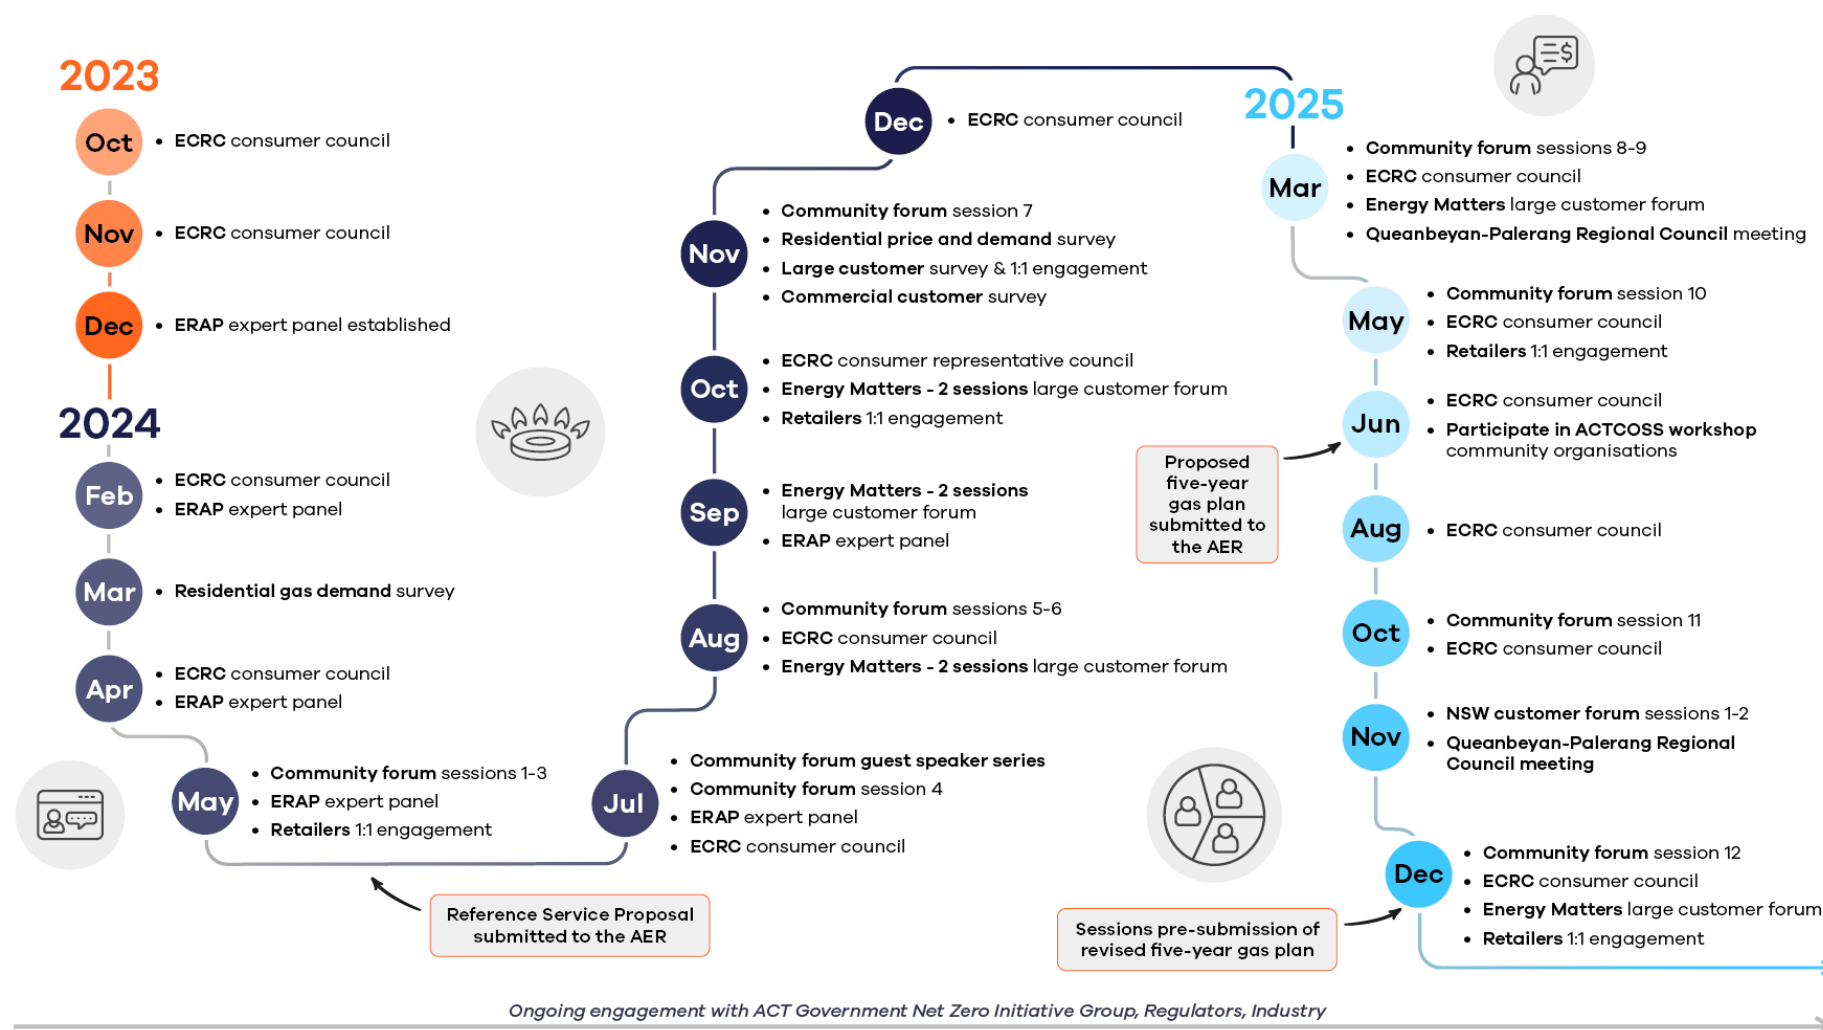 2023
Oct
• ECRC consumer council
Nov
• ECRC consumer council
Dec
• ERAP expert panel established
2024
Feb
• ECRC consumer council
• ERAP expert panel
Mar
• Residential gas demand survey
Apr
• ECRC consumer council
• ERAP expert panel
May
• Community forum sessions 1-3
• ERAP expert panel
• Retailers 1:1 engagement
Reference Service Proposal
submitted to the AER
Jul
• Community forum guest speaker series
• Community forum session 4
• ERAP expert panel
• ECRC consumer council
Aug
• Community forum sessions 5-6
• ECRC consumer council
• Energy Matters - 2 sessions large customer forum
Sep
• Energy Matters - 2 sessions
large customer forum
• ERAP expert panel
Oct
• ECRC consumer representative council
• Energy Matters - 2 sessions large customer forum
• Retailers 1:1 engagement
Nov
• Community forum session 7
• Residential price and demand survey
• Large customer survey & 1:1 engagement
• Commercial customer survey
Dec
• ECRC consumer council
2025
Mar
• Community forum sessions 8-9
• ECRC consumer council
• Energy Matters large customer forum
• Queanbeyan-Palerang Regional Council meeting
May
• Community forum session 10
• ECRC consumer council
• Retailers 1:1 engagement
Jun
• ECRC consumer council
• Participate in ACTCOSS workshop
community organisations
Proposed
five-year
gas plan
submitted to
the AER
Aug
• ECRC consumer council
Oct
• Community forum session 11
• ECRC consumer council
Nov
• NSW customer forum sessions 1-2
• Queanbeyan-Palerang Regional
Council meeting
Dec
• Community forum session 12
• ECRC consumer council
• Energy Matters large customer forum
• Retailers 1:1 engagement
Sessions pre-submission of
revised five-year gas plan
Ongoing engagement with ACT Government Net Zero Initiative Group, Regulators, Industry